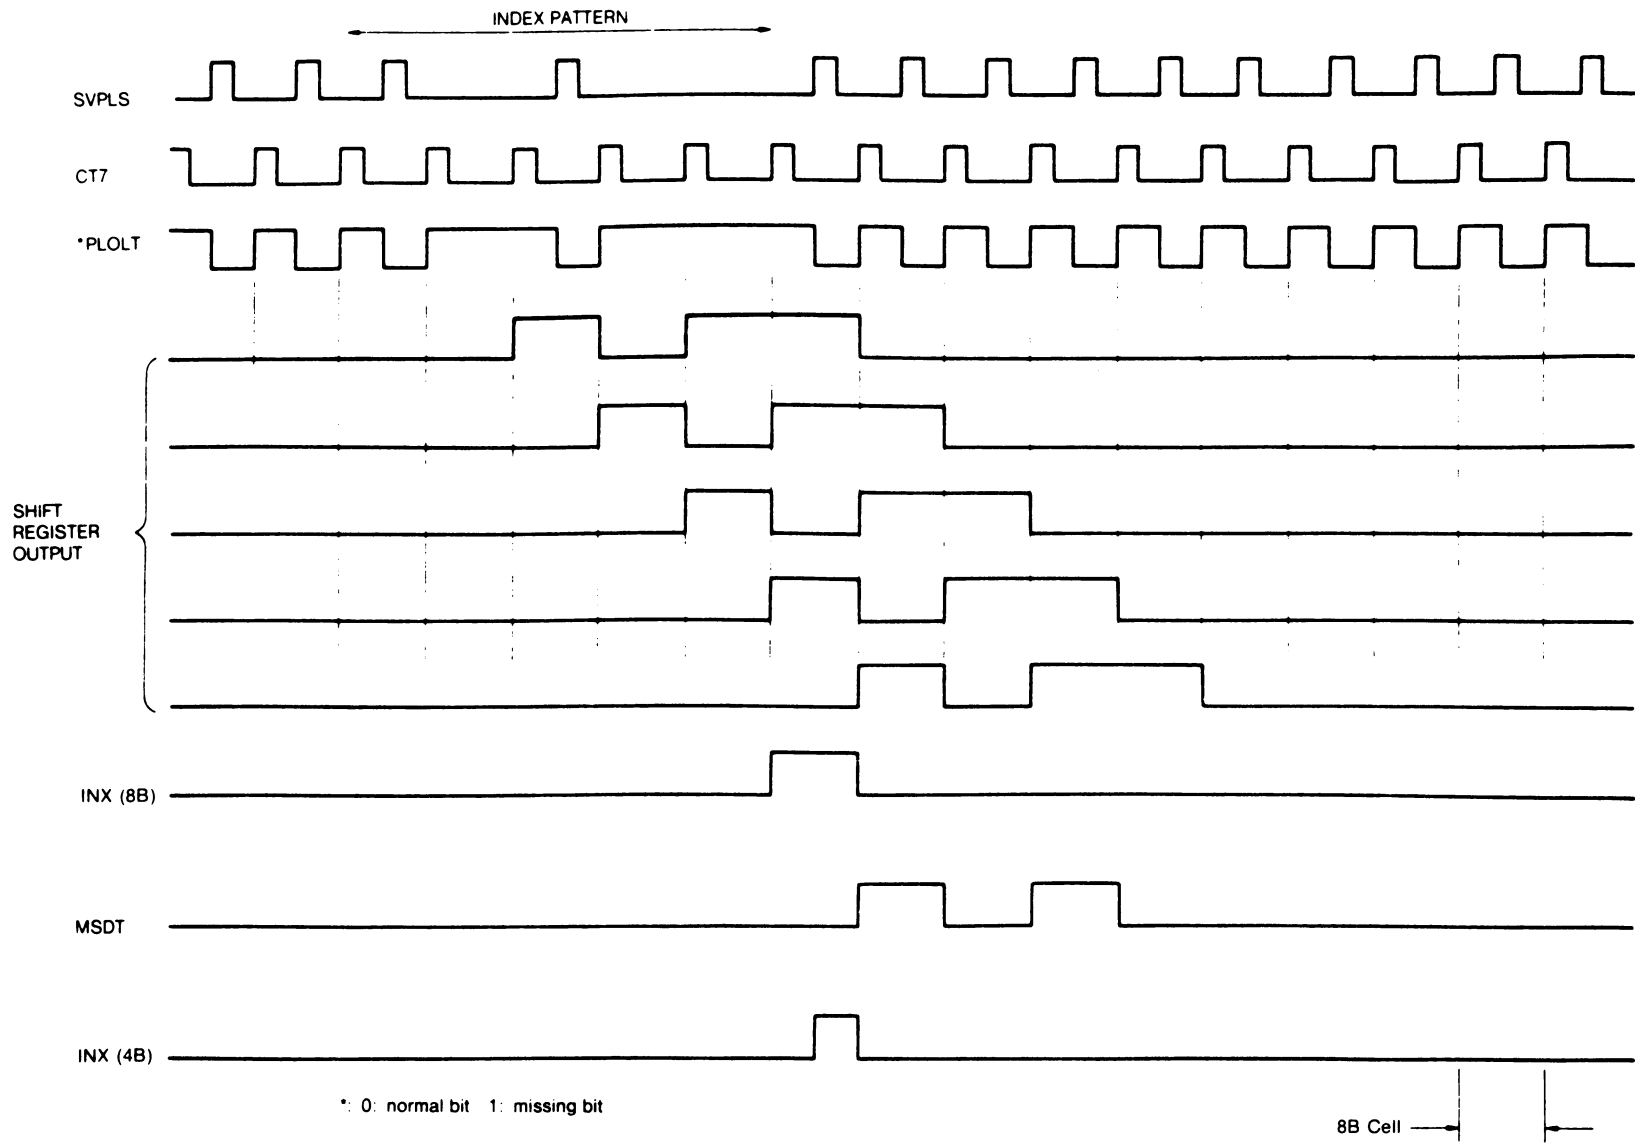 INDEX PATTERN
SVPLS
CT7
*PLOLT
SHIFT
REGISTER
OUTPUT
INX (8B)
MSDT
INX (4B)
*: 0: normal bit 1: missing bit
8B Cell